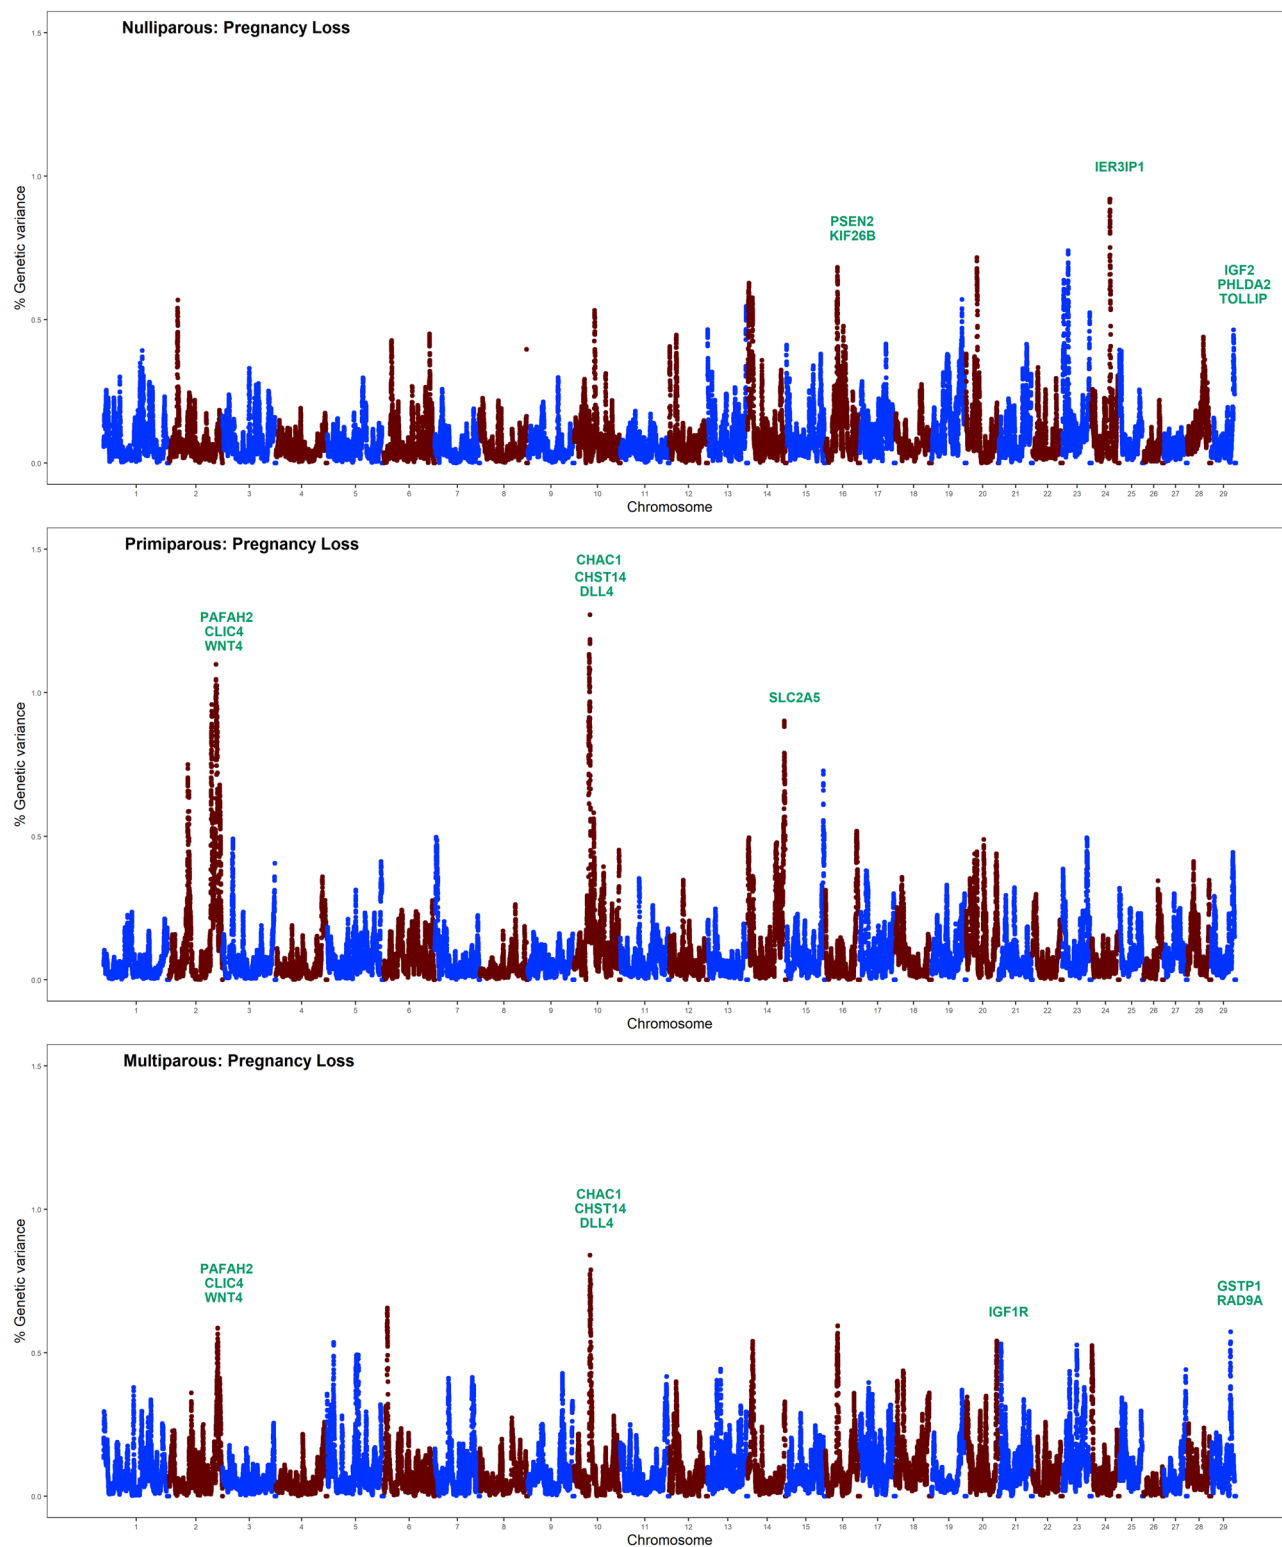 Nulliparous: Pregnancy Loss
1.5
1.0
0.5
0.0
% Genetic variance
IER3IP1
PSEN2
KIF26B
IGF2
PHLDA2
TOLLIP
1 2 3 4 5 6 7 8 9 10 11 12 13 14 15 16 17 18 19 20 21 22 23 24 25 26 27 28 29
Chromosome
Primiparous: Pregnancy Loss
1.5
1.0
0.5
0.0
% Genetic variance
CHAC1
CHST14
DLL4
PAFAH2
CLIC4
WNT4
SLC2A5
1 2 3 4 5 6 7 8 9 10 11 12 13 14 15 16 17 18 19 20 21 22 23 24 25 26 27 28 29
Chromosome
Multiparous: Pregnancy Loss
1.5
1.0
0.5
0.0
% Genetic variance
CHAC1
CHST14
DLL4
PAFAH2
CLIC4
WNT4
IGF1R
GSTP1
RAD9A
1 2 3 4 5 6 7 8 9 10 11 12 13 14 15 16 17 18 19 20 21 22 23 24 25 26 27 28 29
Chromosome